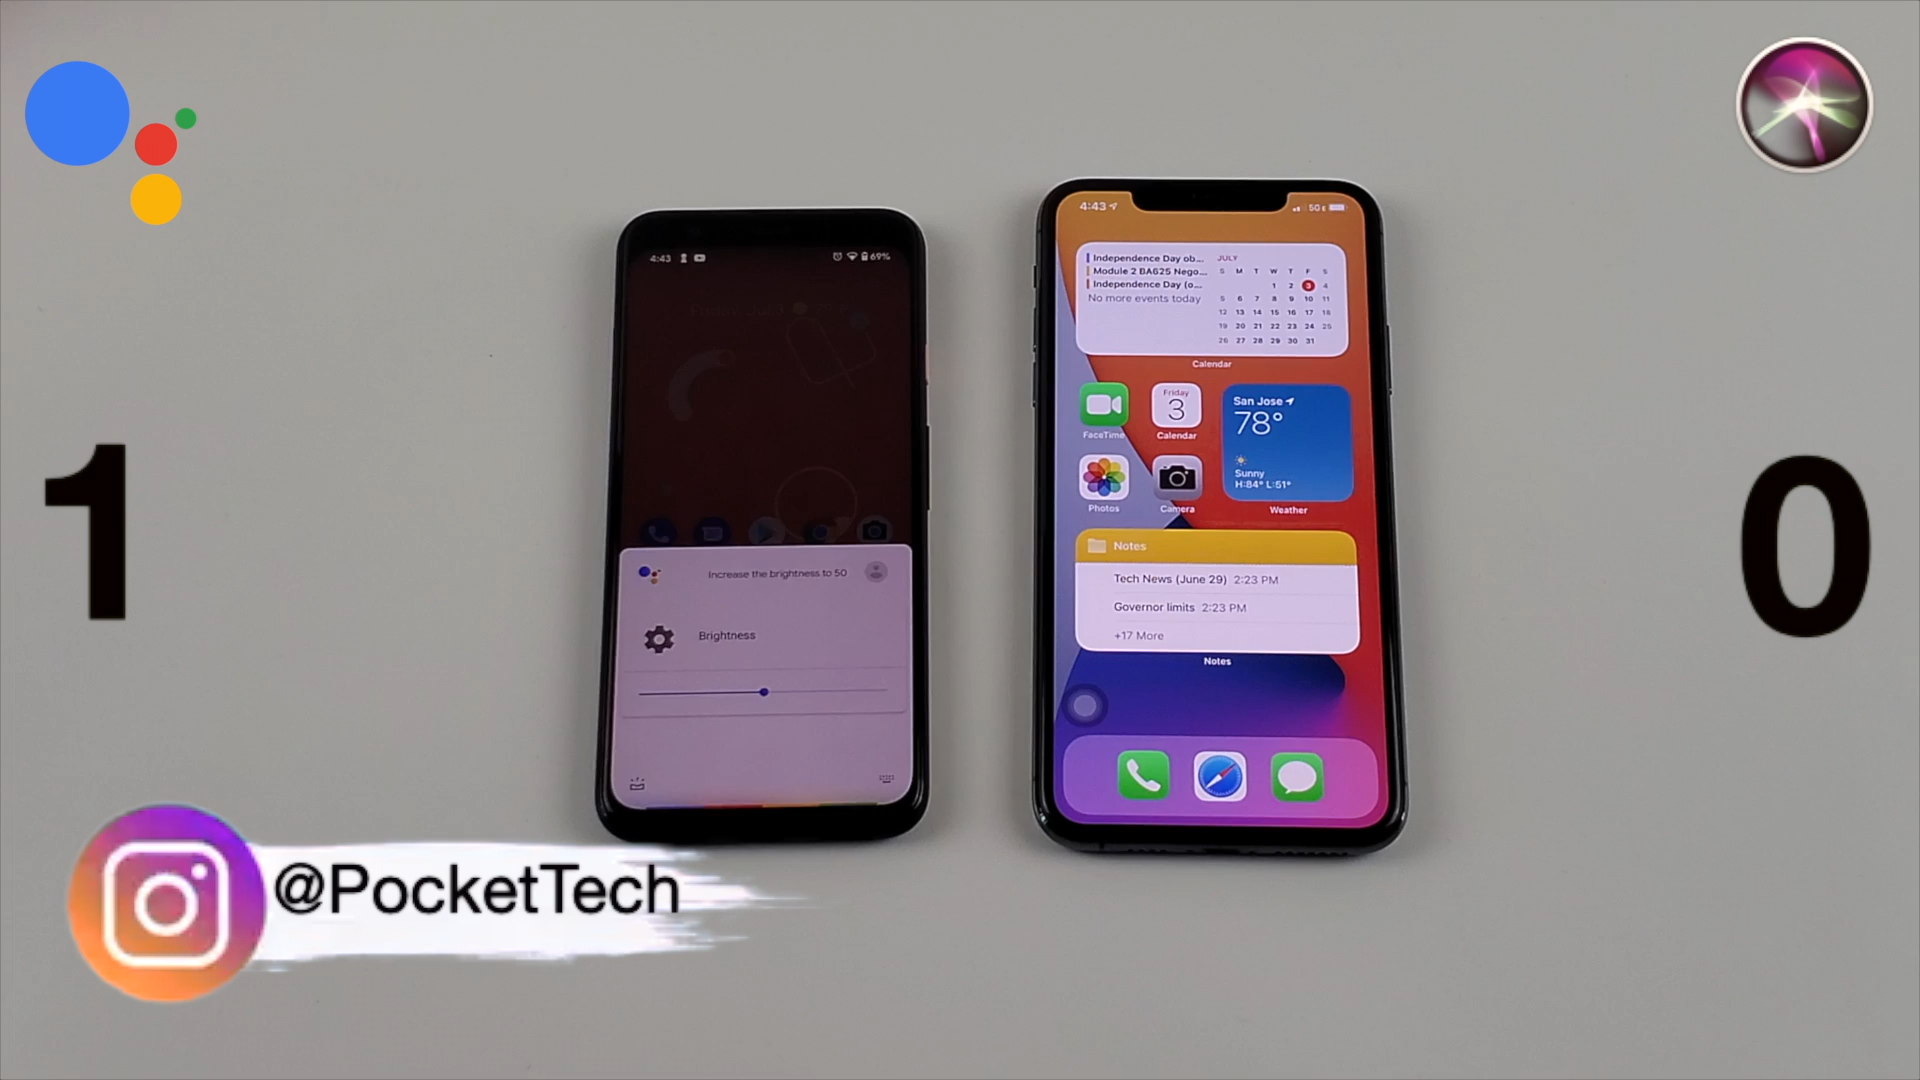 1
0
@PocketTech
4:43
69%
Increase the brightness to 50
Brightness
4:43
5G E
Independence Day ob...
Module 2 BA625 Nego...
Independence Day (o...
No more events today
JULY
S M T W T F S
1 2 3 4
5 6 7 8 9 10 11
12 13 14 15 16 17 18
19 20 21 22 23 24 25
26 27 28 29 30 31
Calendar
FaceTime
Friday
3
Calendar
San Jose
78°
Sunny
H:84° L:51°
Photos
Camera
Weather
Notes
Tech News (June 29) 2:23 PM
Governor limits 2:23 PM
+17 More
Notes